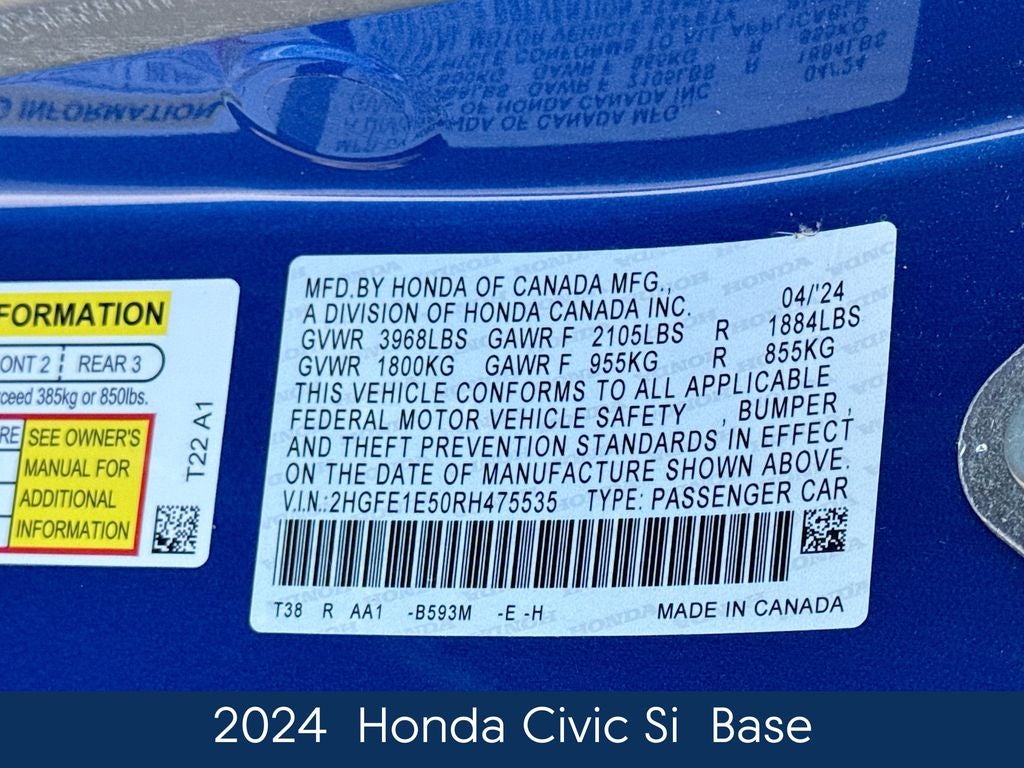 FORMATION
ONT 2 REAR 3
ceed 385kg or 850lbs.
RE
SEE OWNER'S
MANUAL FOR
ADDITIONAL
INFORMATION
T22 A1
MFD.BY HONDA OF CANADA MFG.,
A DIVISION OF HONDA CANADA INC. 04/'24
GVWR 3968LBS GAWR F 2105LBS R 1884LBS
GVWR 1800KG GAWR F 955KG R 855KG
THIS VEHICLE CONFORMS TO ALL APPLICABLE
FEDERAL MOTOR VEHICLE SAFETY , BUMPER ,
AND THEFT PREVENTION STANDARDS IN EFFECT
ON THE DATE OF MANUFACTURE SHOWN ABOVE.
V.I.N.:2HGFE1E50RH475535 TYPE: PASSENGER CAR
T38 R AA1 -B593M -E -H MADE IN CANADA
2024 Honda Civic Si Base